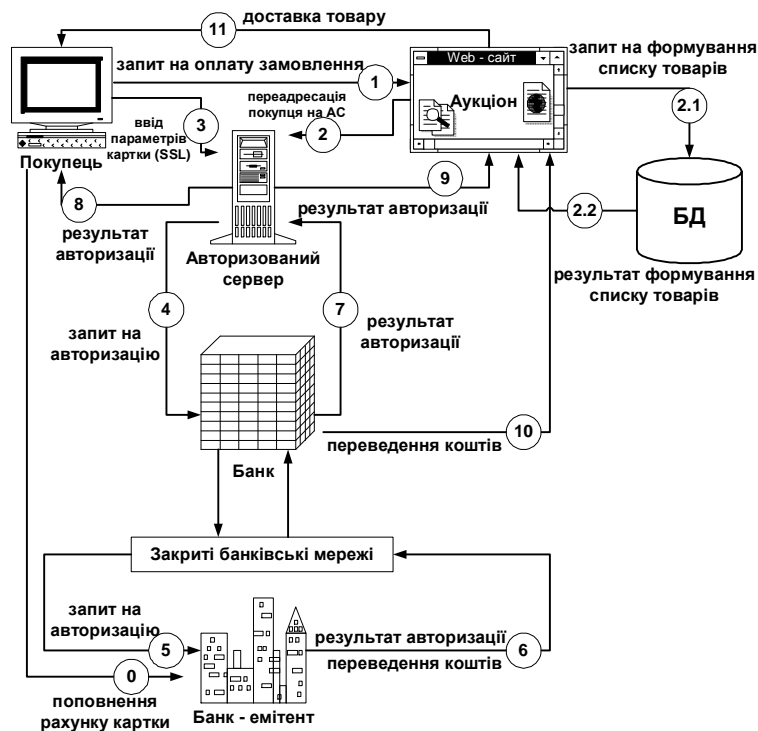 11
доставка товару
запит на оплату замовлення
1
Web - сайт
Аукціон
запит на формування
списку товарів
2.1
ввід
параметрів
картки (SSL)
3
переадресація
покупця на АС
2
Покупець
8
9
результат
авторизації
результат авторизації
2.2
БД
Авторизований
сервер
результат формування
списку товарів
4
7
запит на
авторизацію
результат
авторизації
10
переведення коштів
Банк
Закриті банківські мережі
запит на
авторизацію
5
результат авторизації
переведення коштів
6
0
поповнення
рахунку картки
Банк - емітент